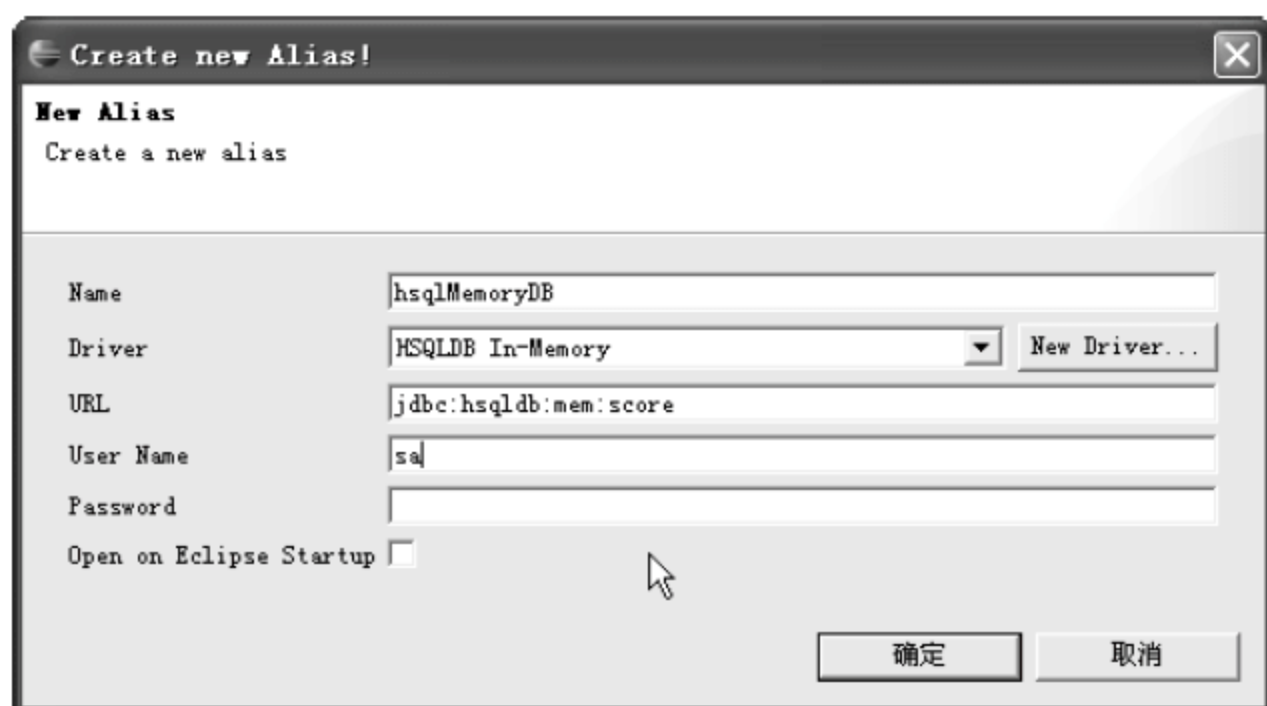 Create new Alias!
New Alias
Create a new alias
Name hsqlMemoryDB
Driver HSQLDB In-Memory New Driver...
URL jdbc:hsqldb:mem:score
User Name sa
Password
Open on Eclipse Startup
确定 取消